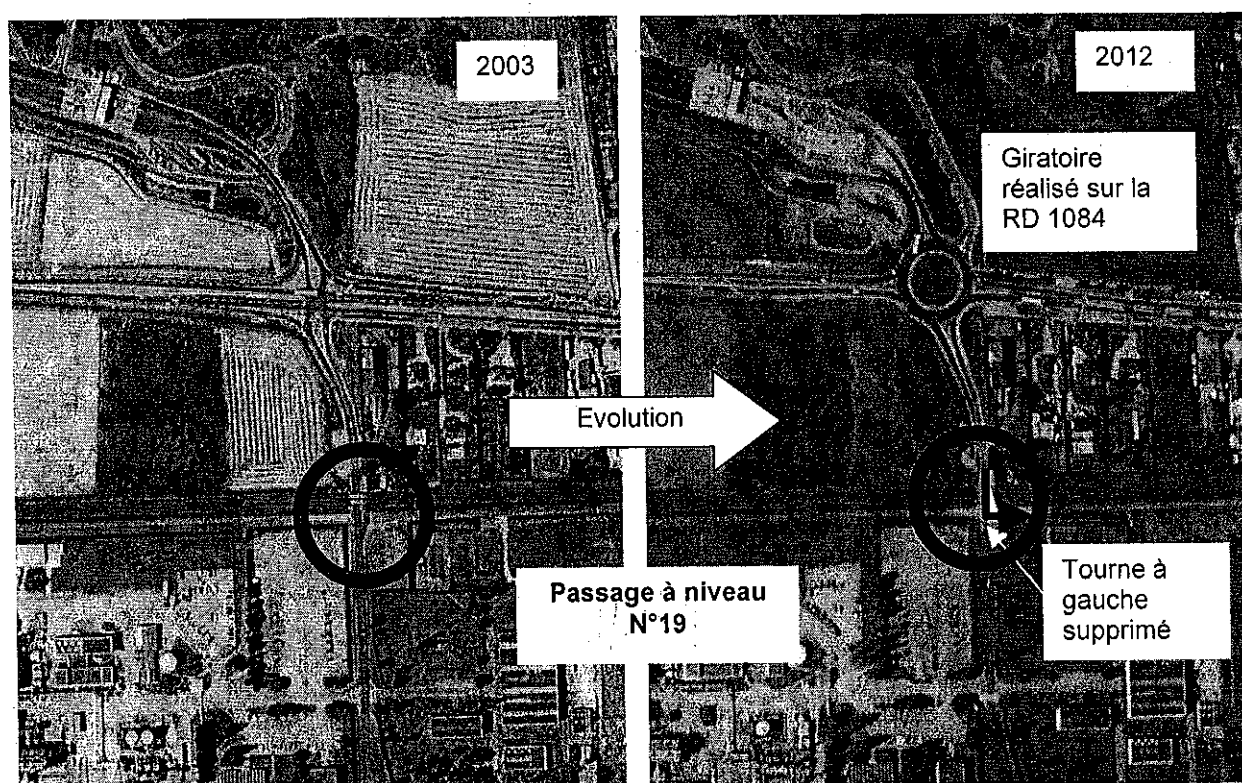 2003
2012
Giratoire
réalisé sur la
RD 1084
Evolution
Passage à niveau
N°19
Tourne à
gauche
supprimé